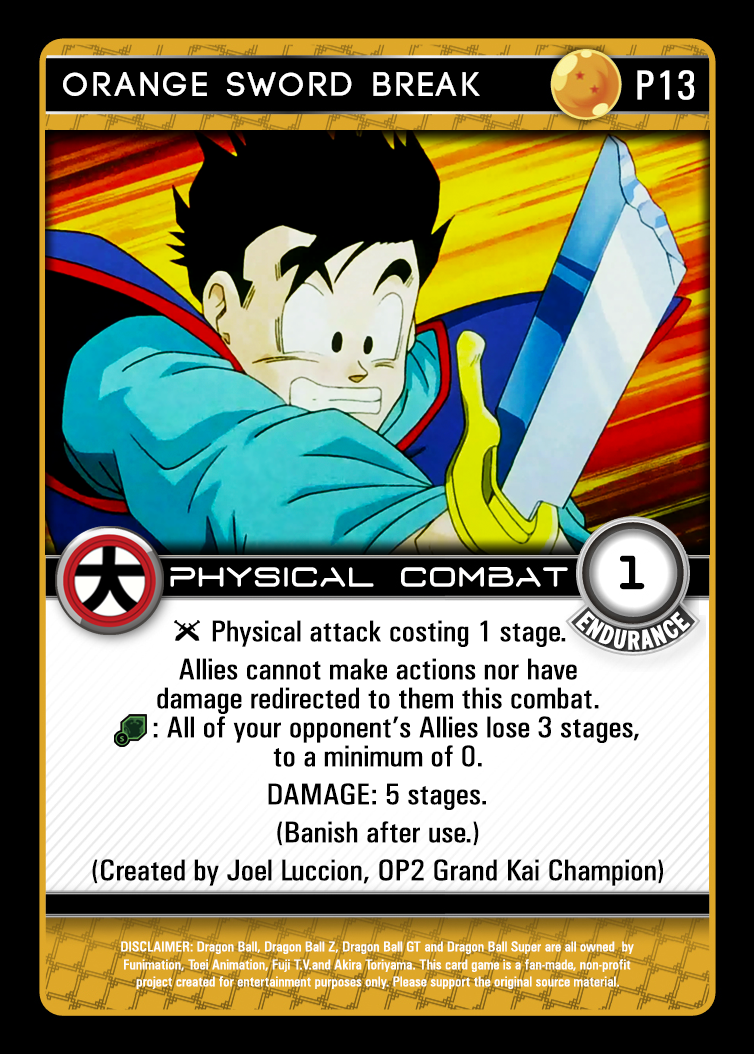 ORANGE SWORD BREAK P13
大 PHYSICAL COMBAT 1
ENDURANCE
Physical attack costing 1 stage.
Allies cannot make actions nor have
damage redirected to them this combat.
S : All of your opponent's Allies lose 3 stages,
to a minimum of 0.
DAMAGE: 5 stages.
(Banish after use.)
(Created by Joel Luccion, OP2 Grand Kai Champion)
DISCLAIMER: Dragon Ball, Dragon Ball Z, Dragon Ball GT and Dragon Ball Super are all owned by
Funimation, Toei Animation, Fuji T.V.and Akira Toriyama. This card game is a fan-made, non-profit
project created for entertainment purposes only. Please support the original source material.